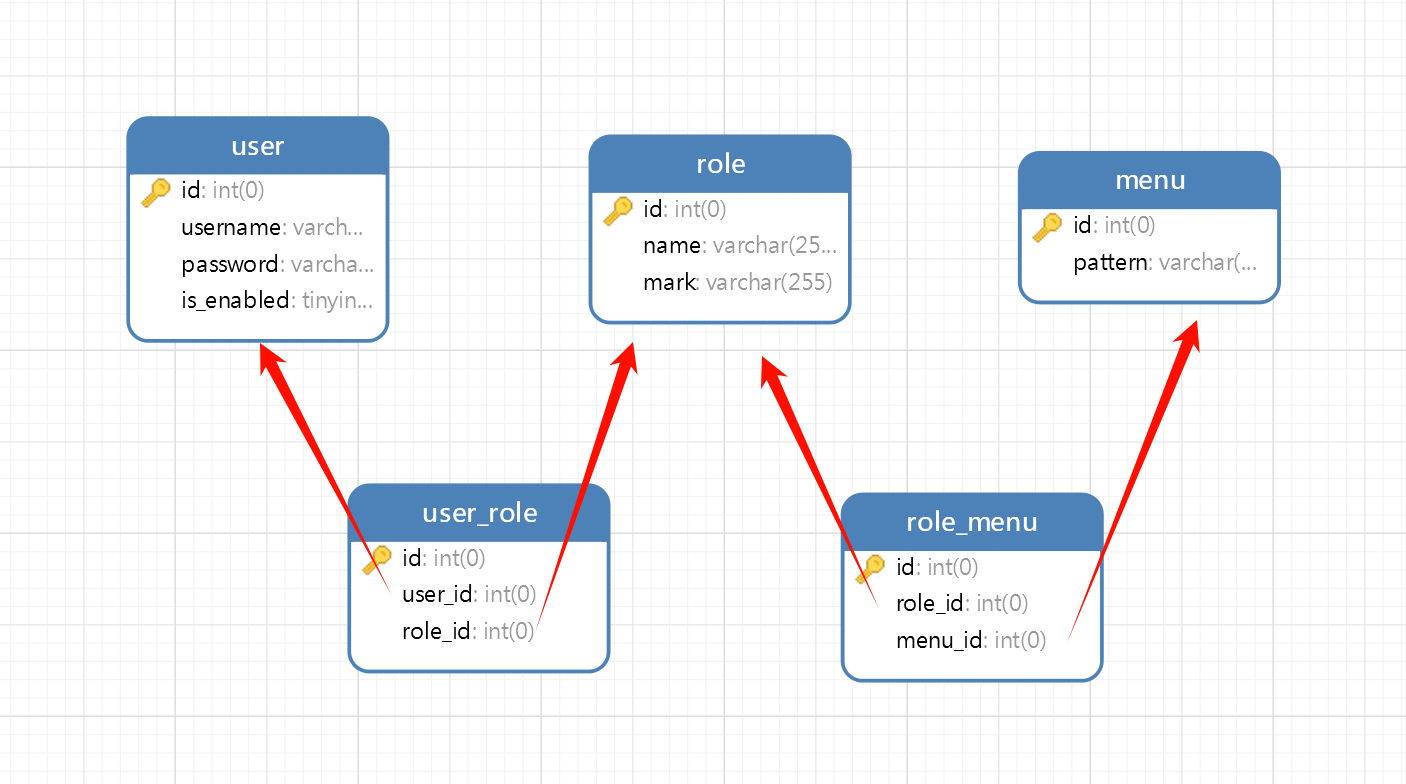 user
id: int(0)
username: varch...
password: varcha...
is_enabled: tinyin...
role
id: int(0)
name: varchar(25...
mark: varchar(255)
menu
id: int(0)
pattern: varchar(...
user_role
id: int(0)
user_id: int(0)
role_id: int(0)
role_menu
id: int(0)
role_id: int(0)
menu_id: int(0)